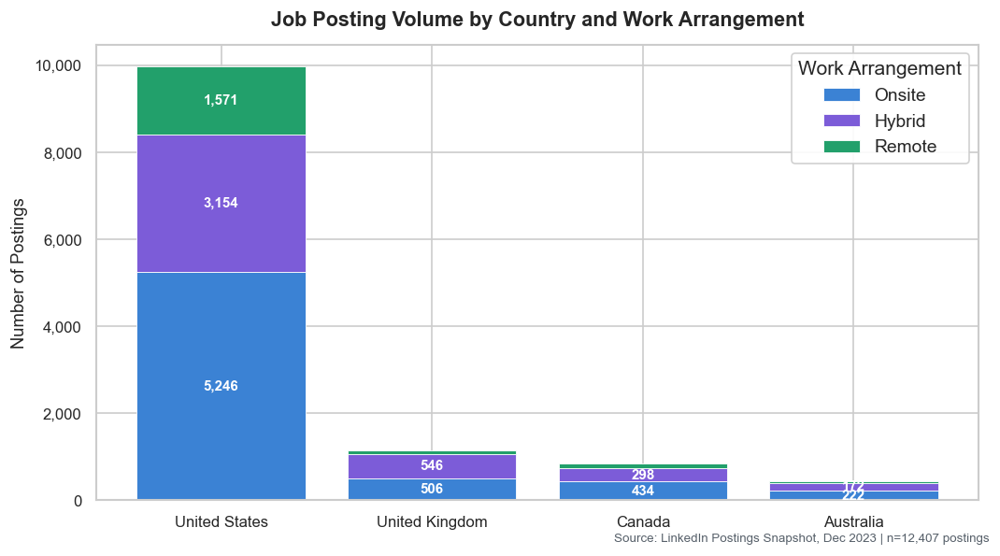 Job Posting Volume by Country and Work Arrangement
Number of Postings
10,000
8,000
6,000
4,000
2,000
0
1,571
3,154
5,246
546
506
298
434
172
222
Work Arrangement
Onsite
Hybrid
Remote
United States
United Kingdom
Canada
Australia
Source: LinkedIn Postings Snapshot, Dec 2023 | n=12,407 postings